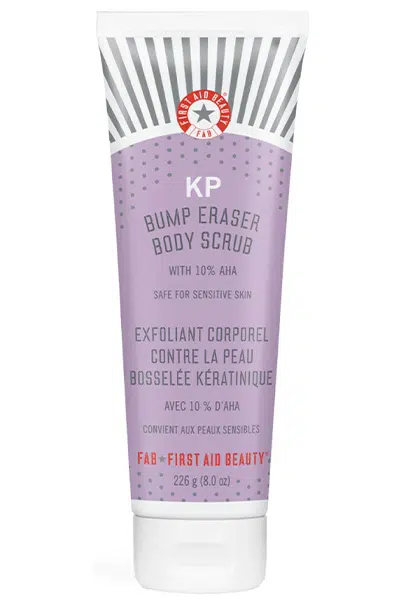 FIRST AID BEAUTY
FAB
KP
BUMP ERASER
BODY SCRUB
WITH 10% AHA
SAFE FOR SENSITIVE SKIN
EXFOLIANT CORPOREL
CONTRE LA PEAU
BOSSELÉE KÉRATINIQUE
AVEC 10 % D'AHA
CONVIENT AUX PEAUX SENSIBLES
FAB★FIRST AID BEAUTY®
226 g (8.0 oz)